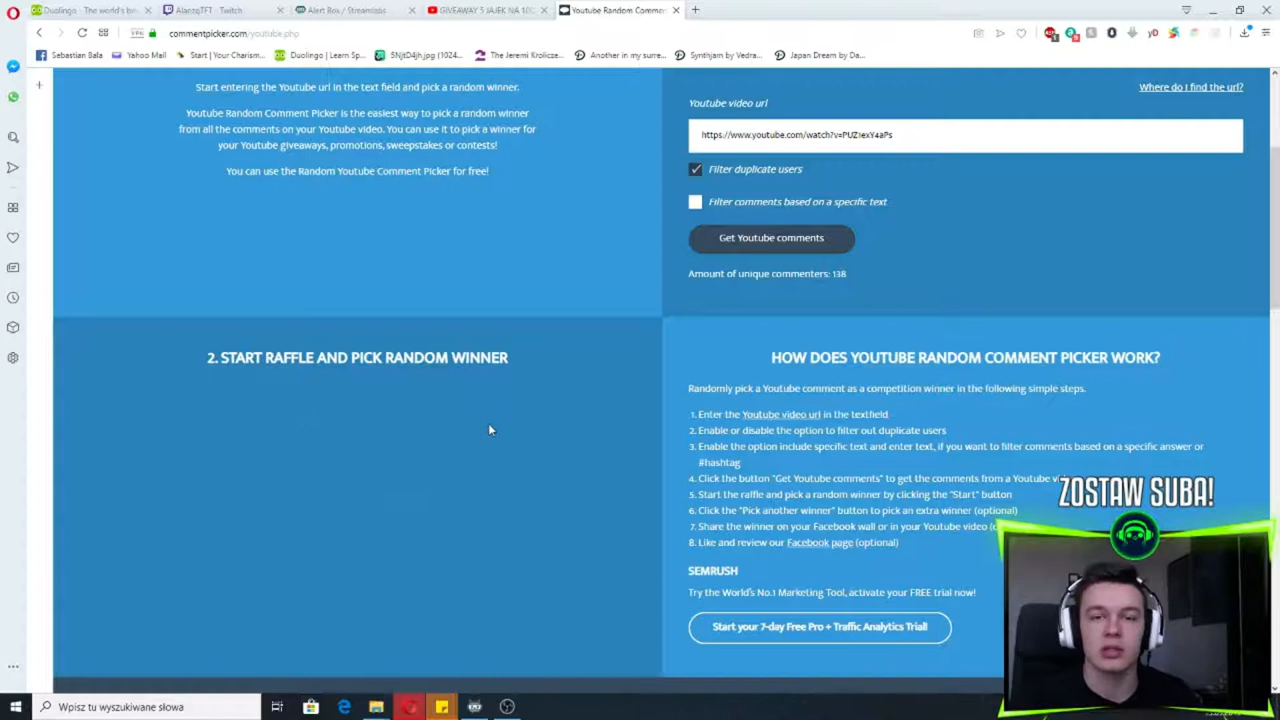 Duolingo - The world's be
AlanzqTFT - Twitch
Alert Box / Streamlabs
GIVEAWAY 5 JAJEK NA 10
Youtube Random Commen
VPN
commentpicker.com/youtube.php
Sebastian Bala
Yahoo Mail
Start | Your Charism...
Duolingo | Learn Sp...
5NJtD4jh.jpg (1024...
The Jeremi Krolicze...
Another in my surre...
Synthjam by Vedra...
Japan Dream by Da...
Start entering the Youtube url in the text field and pick a random winner.
Youtube Random Comment Picker is the easiest way to pick a random winner
from all the comments on your Youtube video. You can use it to pick a winner for
your Youtube giveaways, promotions, sweepstakes or contests!
You can use the Random Youtube Comment Picker for free!
Where do I find the url?
Youtube video url
https://www.youtube.com/watch?v=PUZ1exY4aPs
Filter duplicate users
Filter comments based on a specific text
Get Youtube comments
Amount of unique commenters: 138
2. START RAFFLE AND PICK RANDOM WINNER
HOW DOES YOUTUBE RANDOM COMMENT PICKER WORK?
Randomly pick a Youtube comment as a competition winner in the following simple steps.
1. Enter the Youtube video url in the textfield
2. Enable or disable the option to filter out duplicate users
3. Enable the option include specific text and enter text, if you want to filter comments based on a specific answer or
#hashtag
4. Click the button "Get Youtube comments" to get the comments from a Youtube vi
5. Start the raffle and pick a random winner by clicking the "Start" button
6. Click the "Pick another winner" button to pick an extra winner (optional)
7. Share the winner on your Facebook wall or in your Youtube video
8. Like and review our Facebook page (optional)
SEMRUSH
Try the World's No.1 Marketing Tool, activate your FREE trial now!
Start your 7-day Free Pro + Traffic Analytics Trial!
ZOSTAW SUBA!
Wpisz tu wyszukiwane słowa